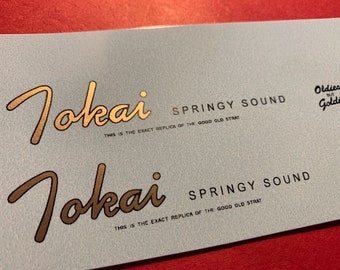 Tokai SPRINGY SOUND
THIS IS THE EXACT REPLICA OF THE GOOD OLD STRAT
Oldies
BUT
Goldie
Tokai SPRINGY SOUND
THIS IS THE EXACT REPLICA OF THE GOOD OLD STRAT